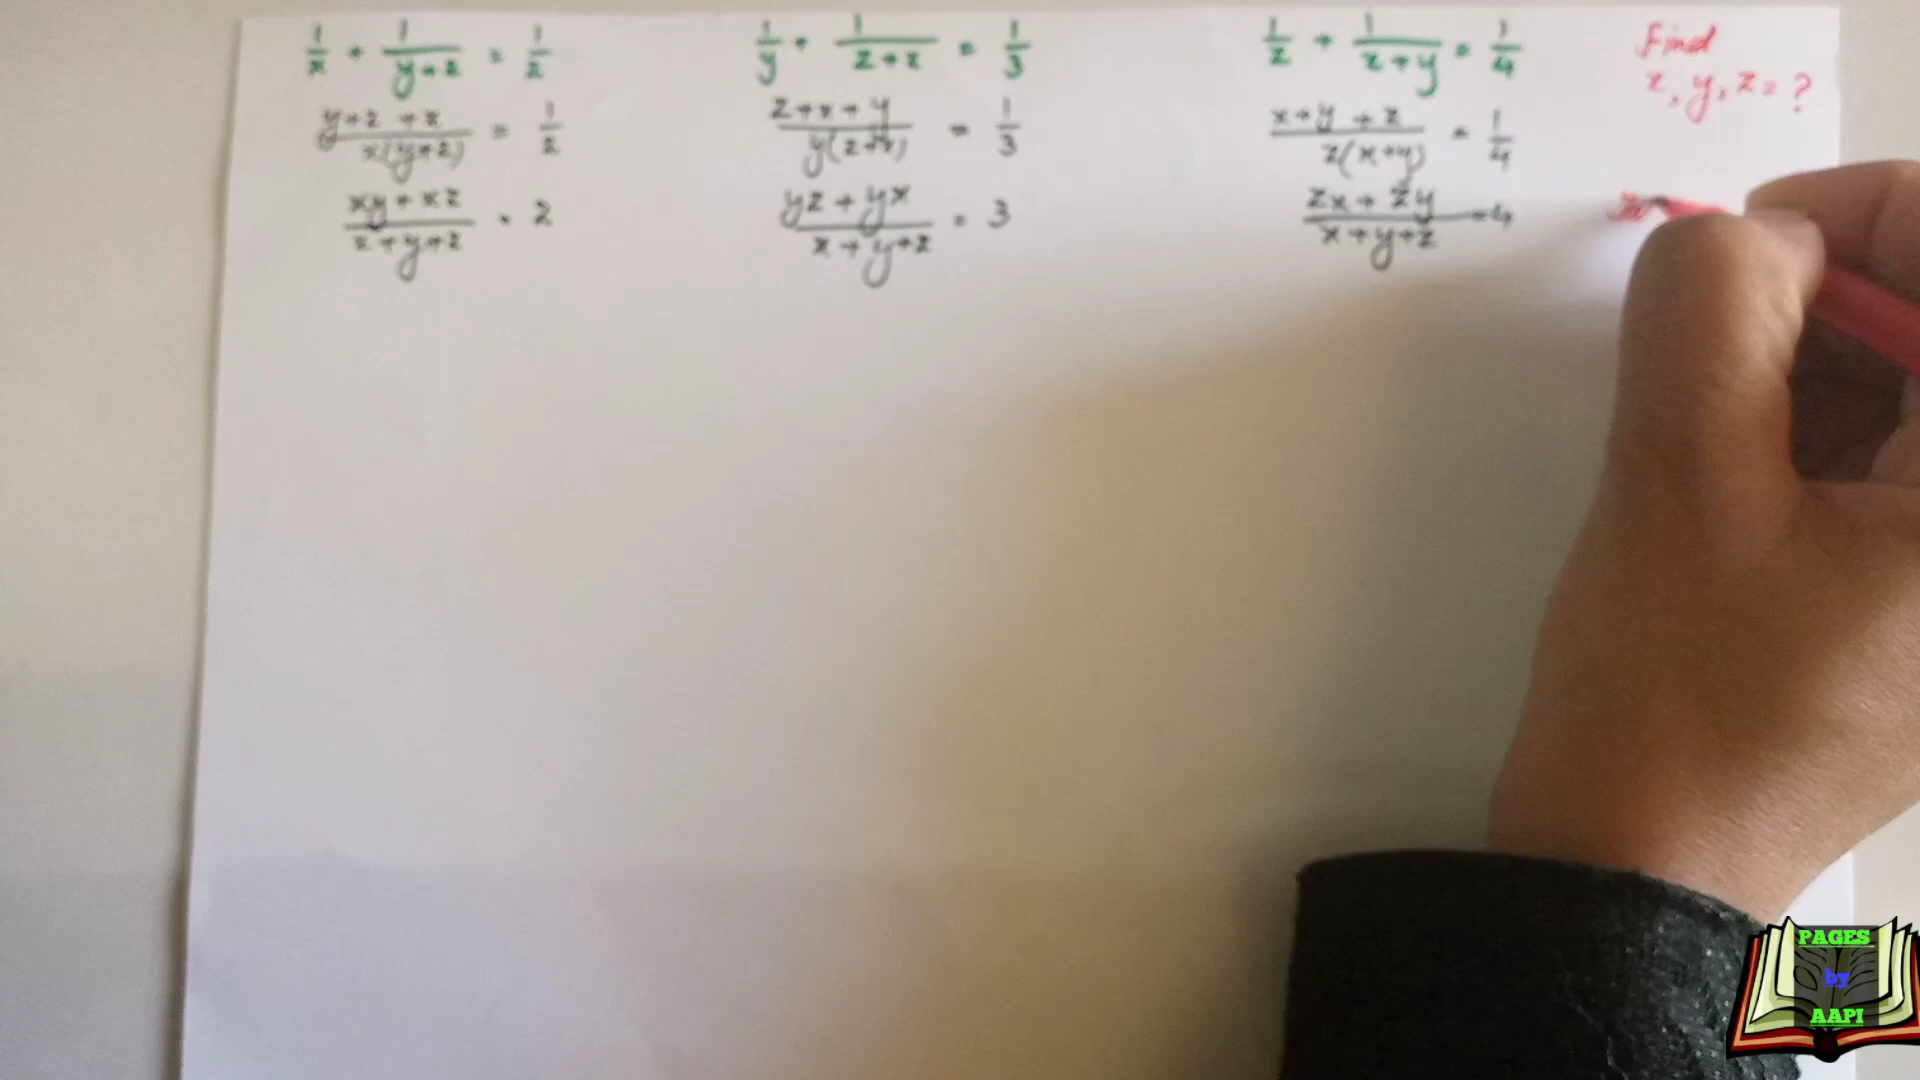 1/x + 1/(y+z) = 1/2
1/y + 1/(z+x) = 1/3
1/z + 1/(x+y) = 1/4
Find
x, y, z = ?
(y+z+x)/(x(y+z)) = 1/2
(z+x+y)/(y(z+x)) = 1/3
(x+y+z)/(z(x+y)) = 1/4
(xy+xz)/(x+y+z) = 2
(yz+yx)/(x+y+z) = 3
(zx+zy)/(x+y+z) = 4
PAGES
by
AAPI